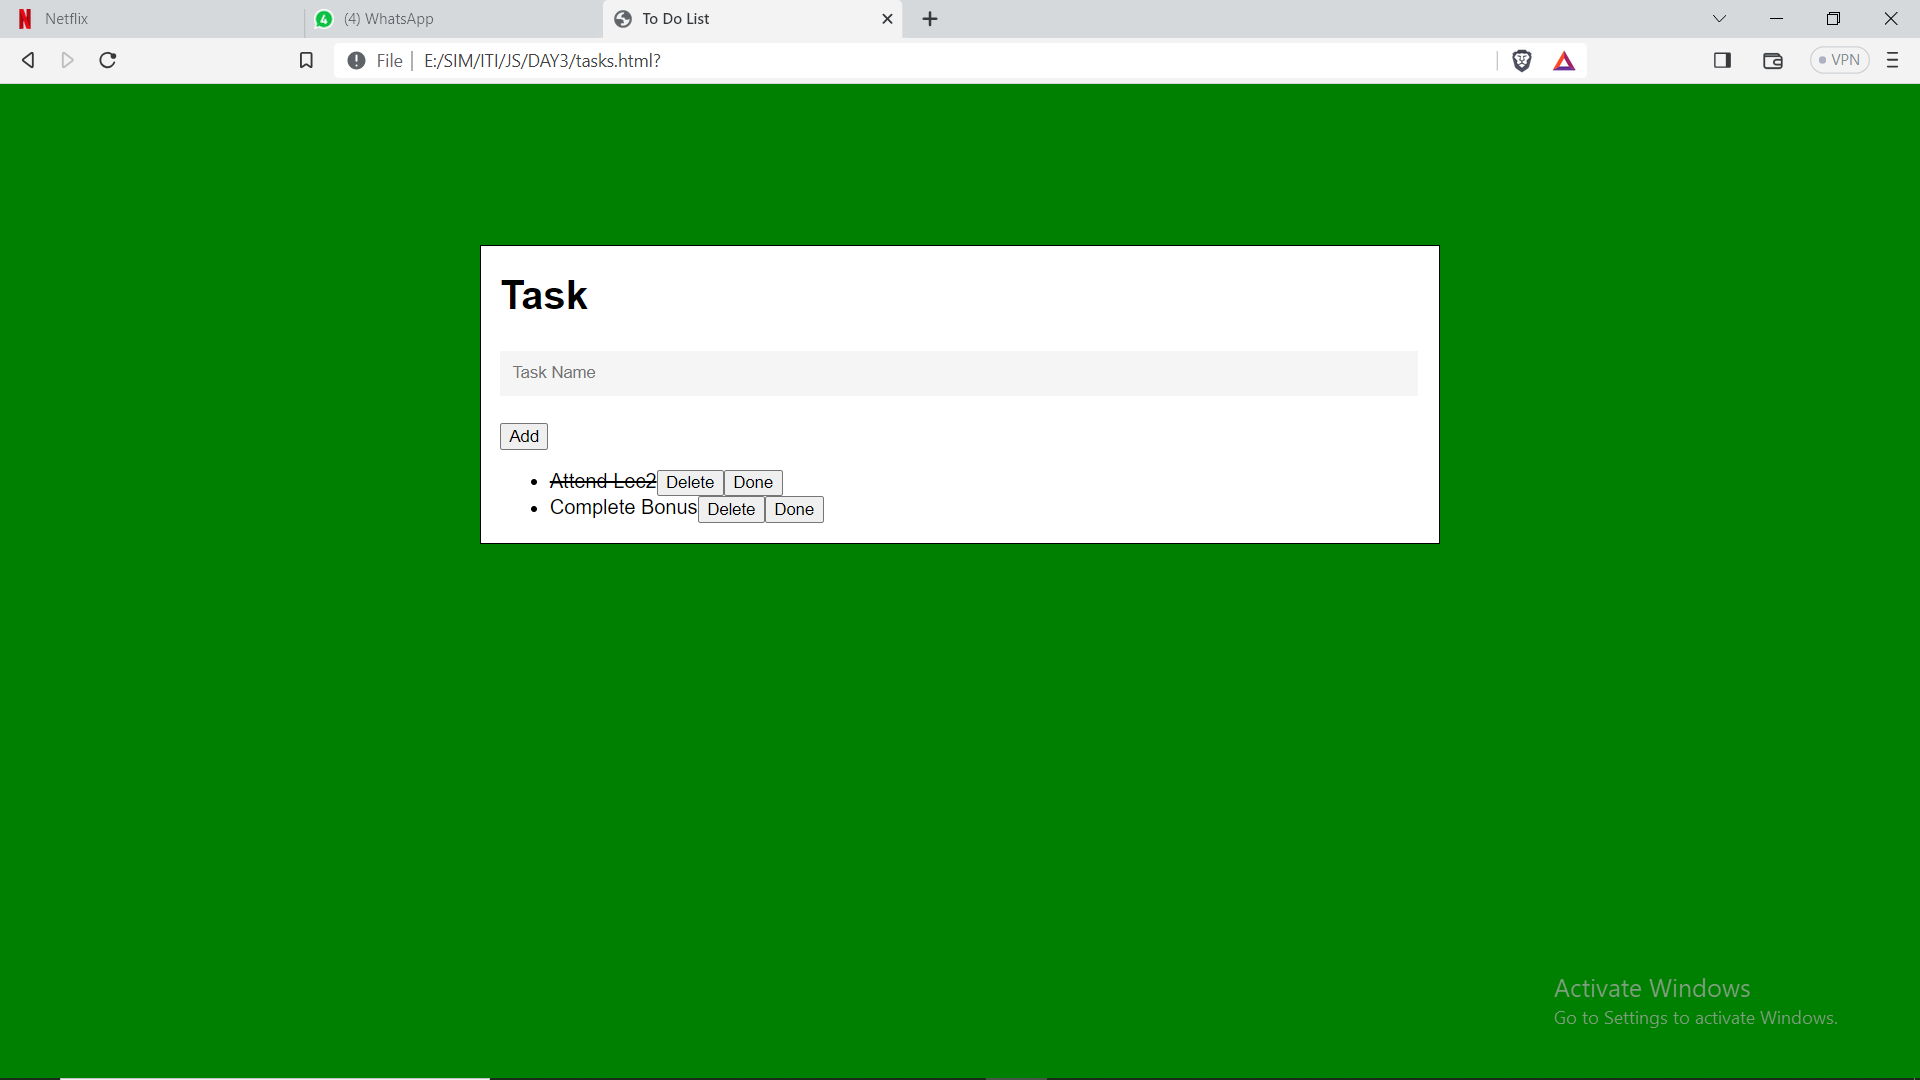 Netflix
(4) WhatsApp
To Do List
File
E:/SIM/ITI/JS/DAY3/tasks.html?
VPN
Task
Task Name
Add
Attend Lec2 Delete Done
Complete Bonus Delete Done
Activate Windows
Go to Settings to activate Windows.